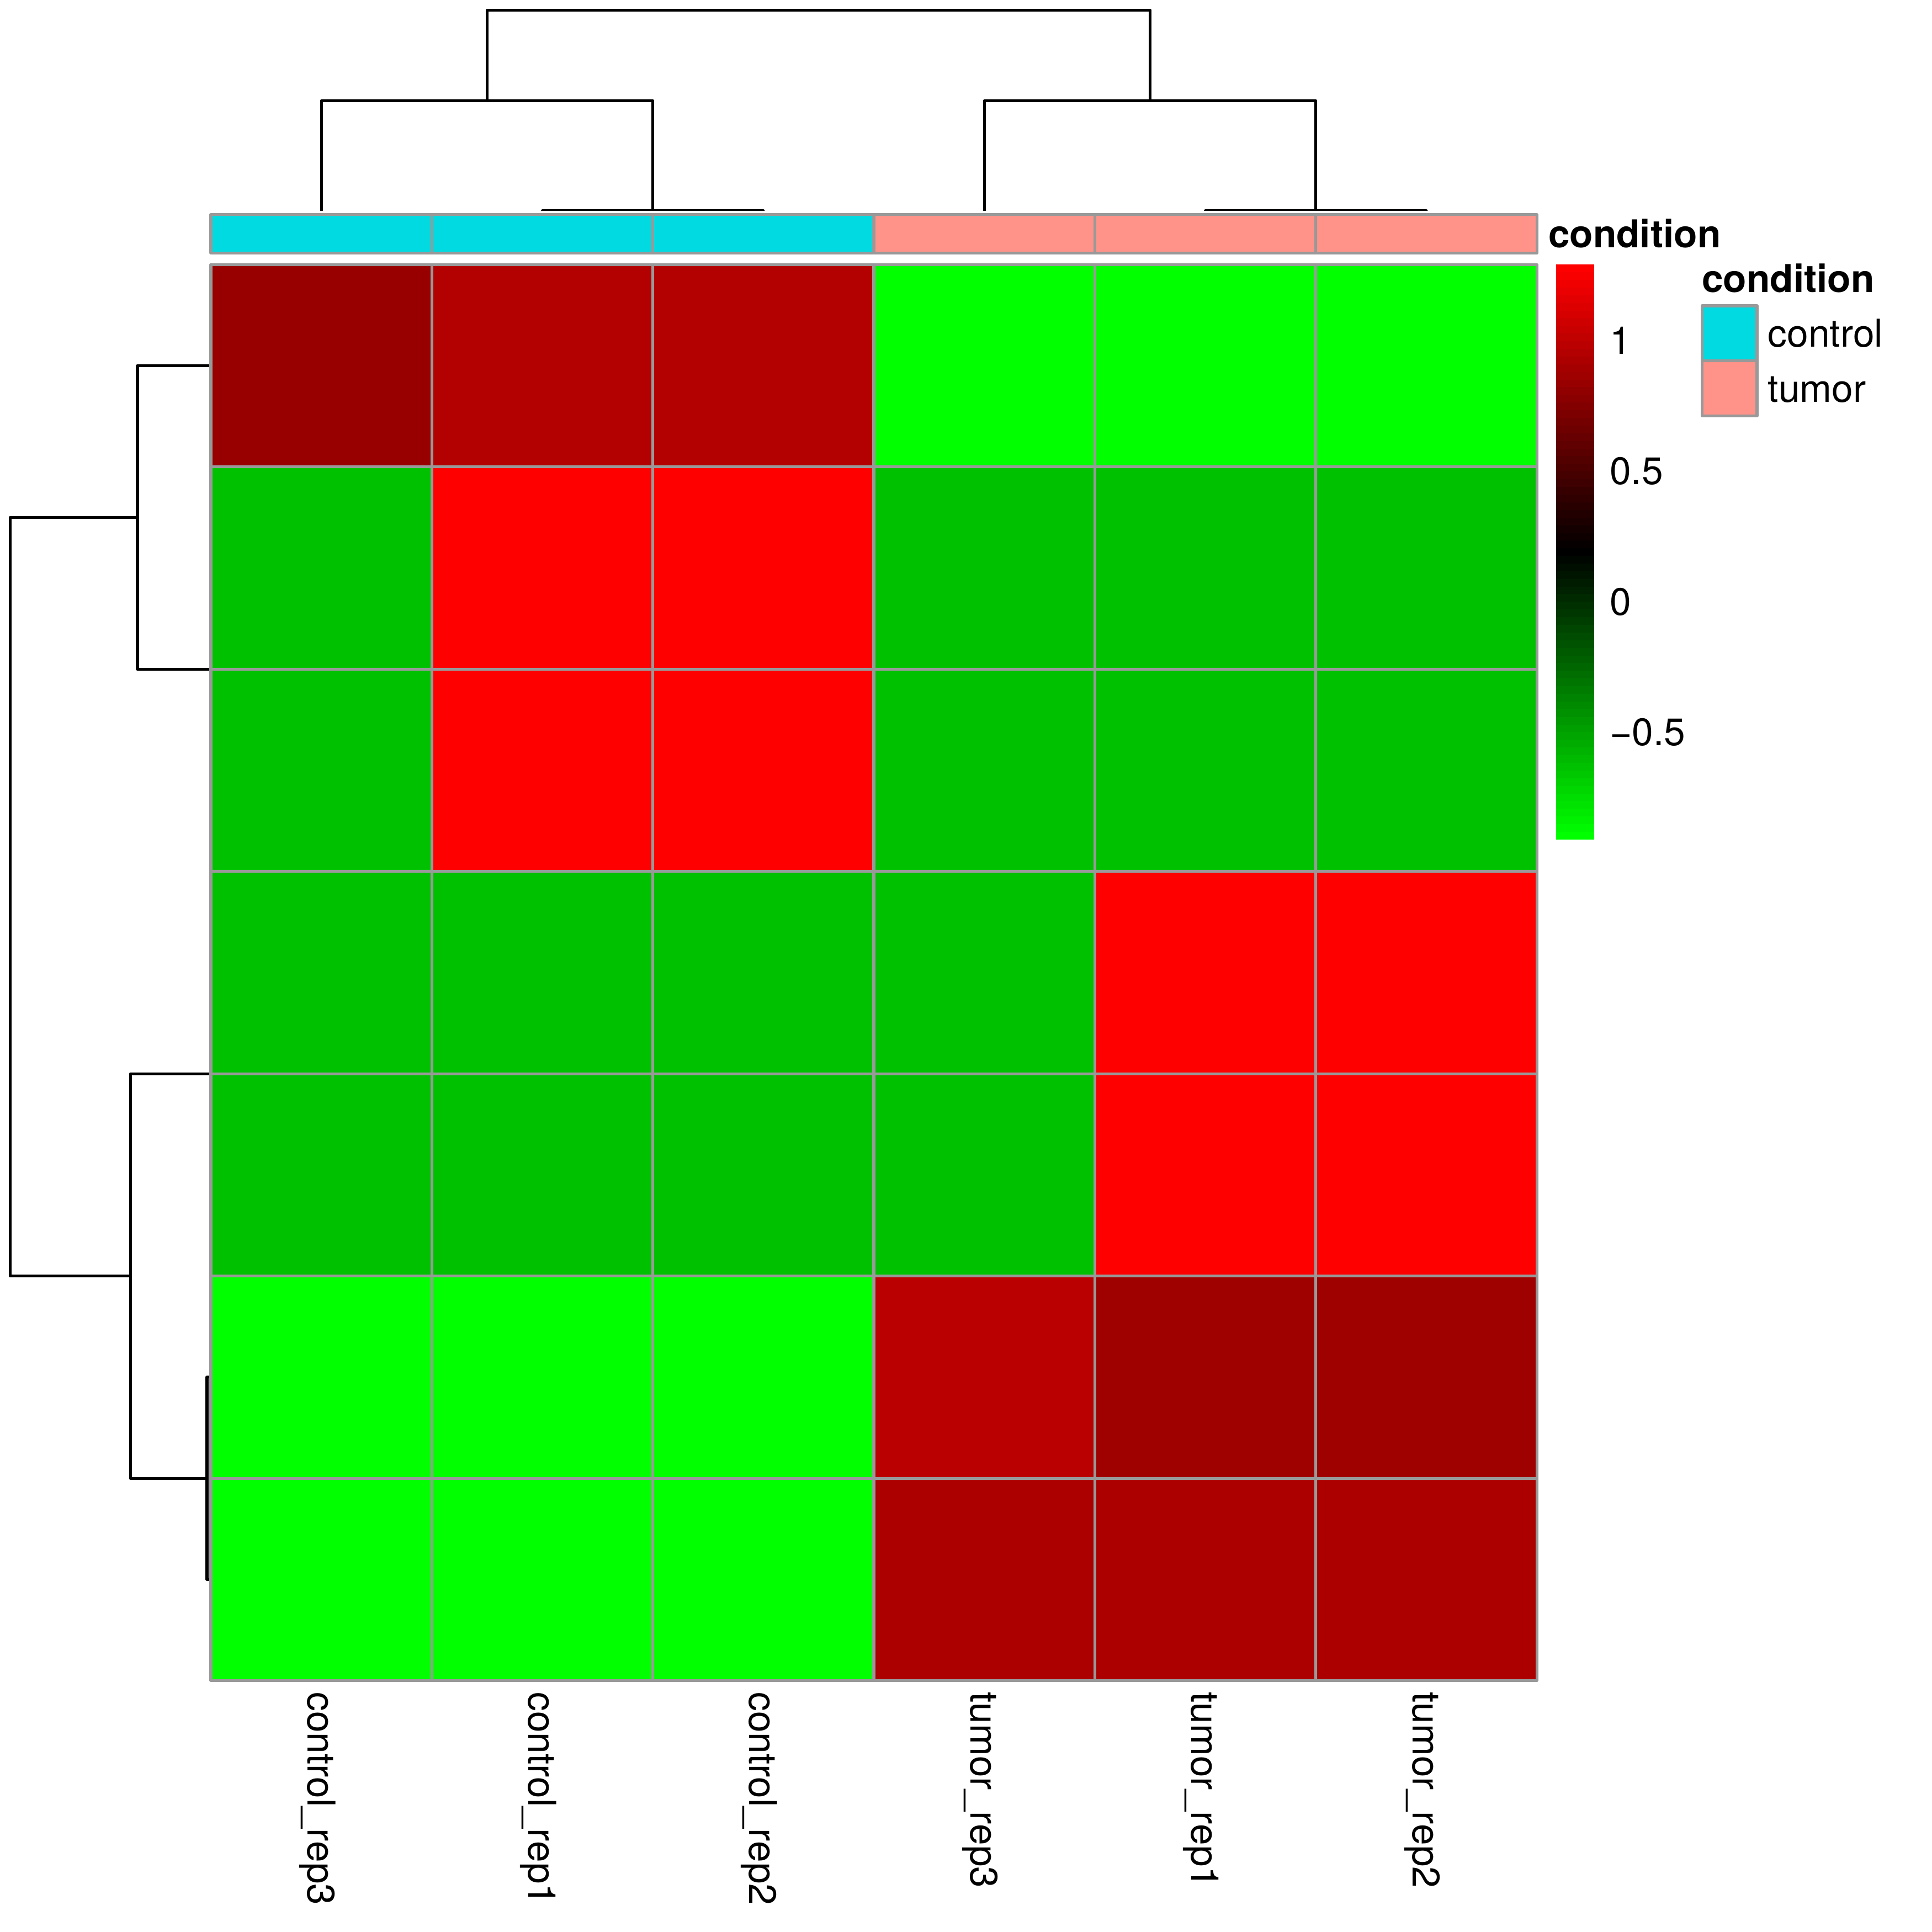 condition
condition
control
tumor
1
0.5
0
−0.5
control_rep3
control_rep1
control_rep2
tumor_rep3
tumor_rep1
tumor_rep2